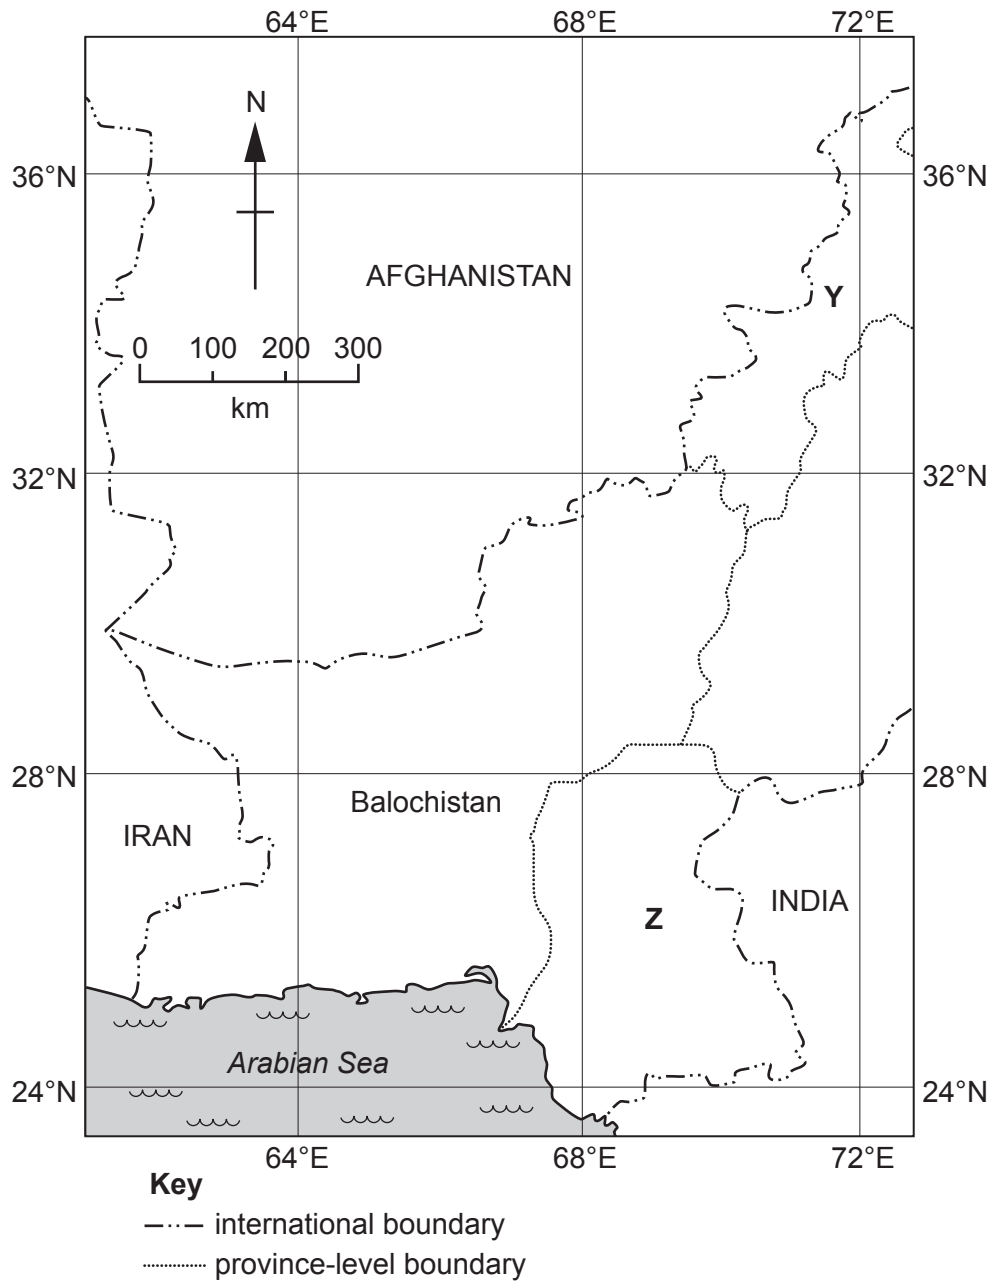 64°E 68°E 72°E
N
36°N 36°N
AFGHANISTAN
Y
0 100 200 300
km
32°N 32°N
28°N 28°N
Balochistan
IRAN
INDIA
Z
Arabian Sea
24°N 24°N
64°E 68°E 72°E
Key
international boundary
province-level boundary